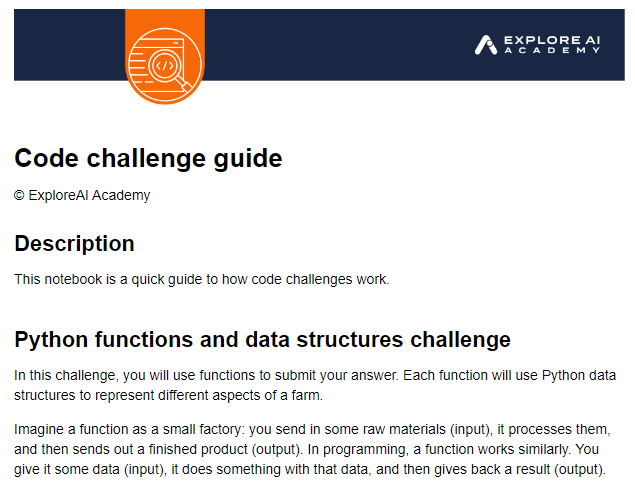 EXPLORE AI
ACADEMY
</>
Code challenge guide
© ExploreAI Academy
Description
This notebook is a quick guide to how code challenges work.
Python functions and data structures challenge
In this challenge, you will use functions to submit your answer. Each function will use Python data
structures to represent different aspects of a farm.
Imagine a function as a small factory: you send in some raw materials (input), it processes them,
and then sends out a finished product (output). In programming, a function works similarly. You
give it some data (input), it does something with that data, and then gives back a result (output).